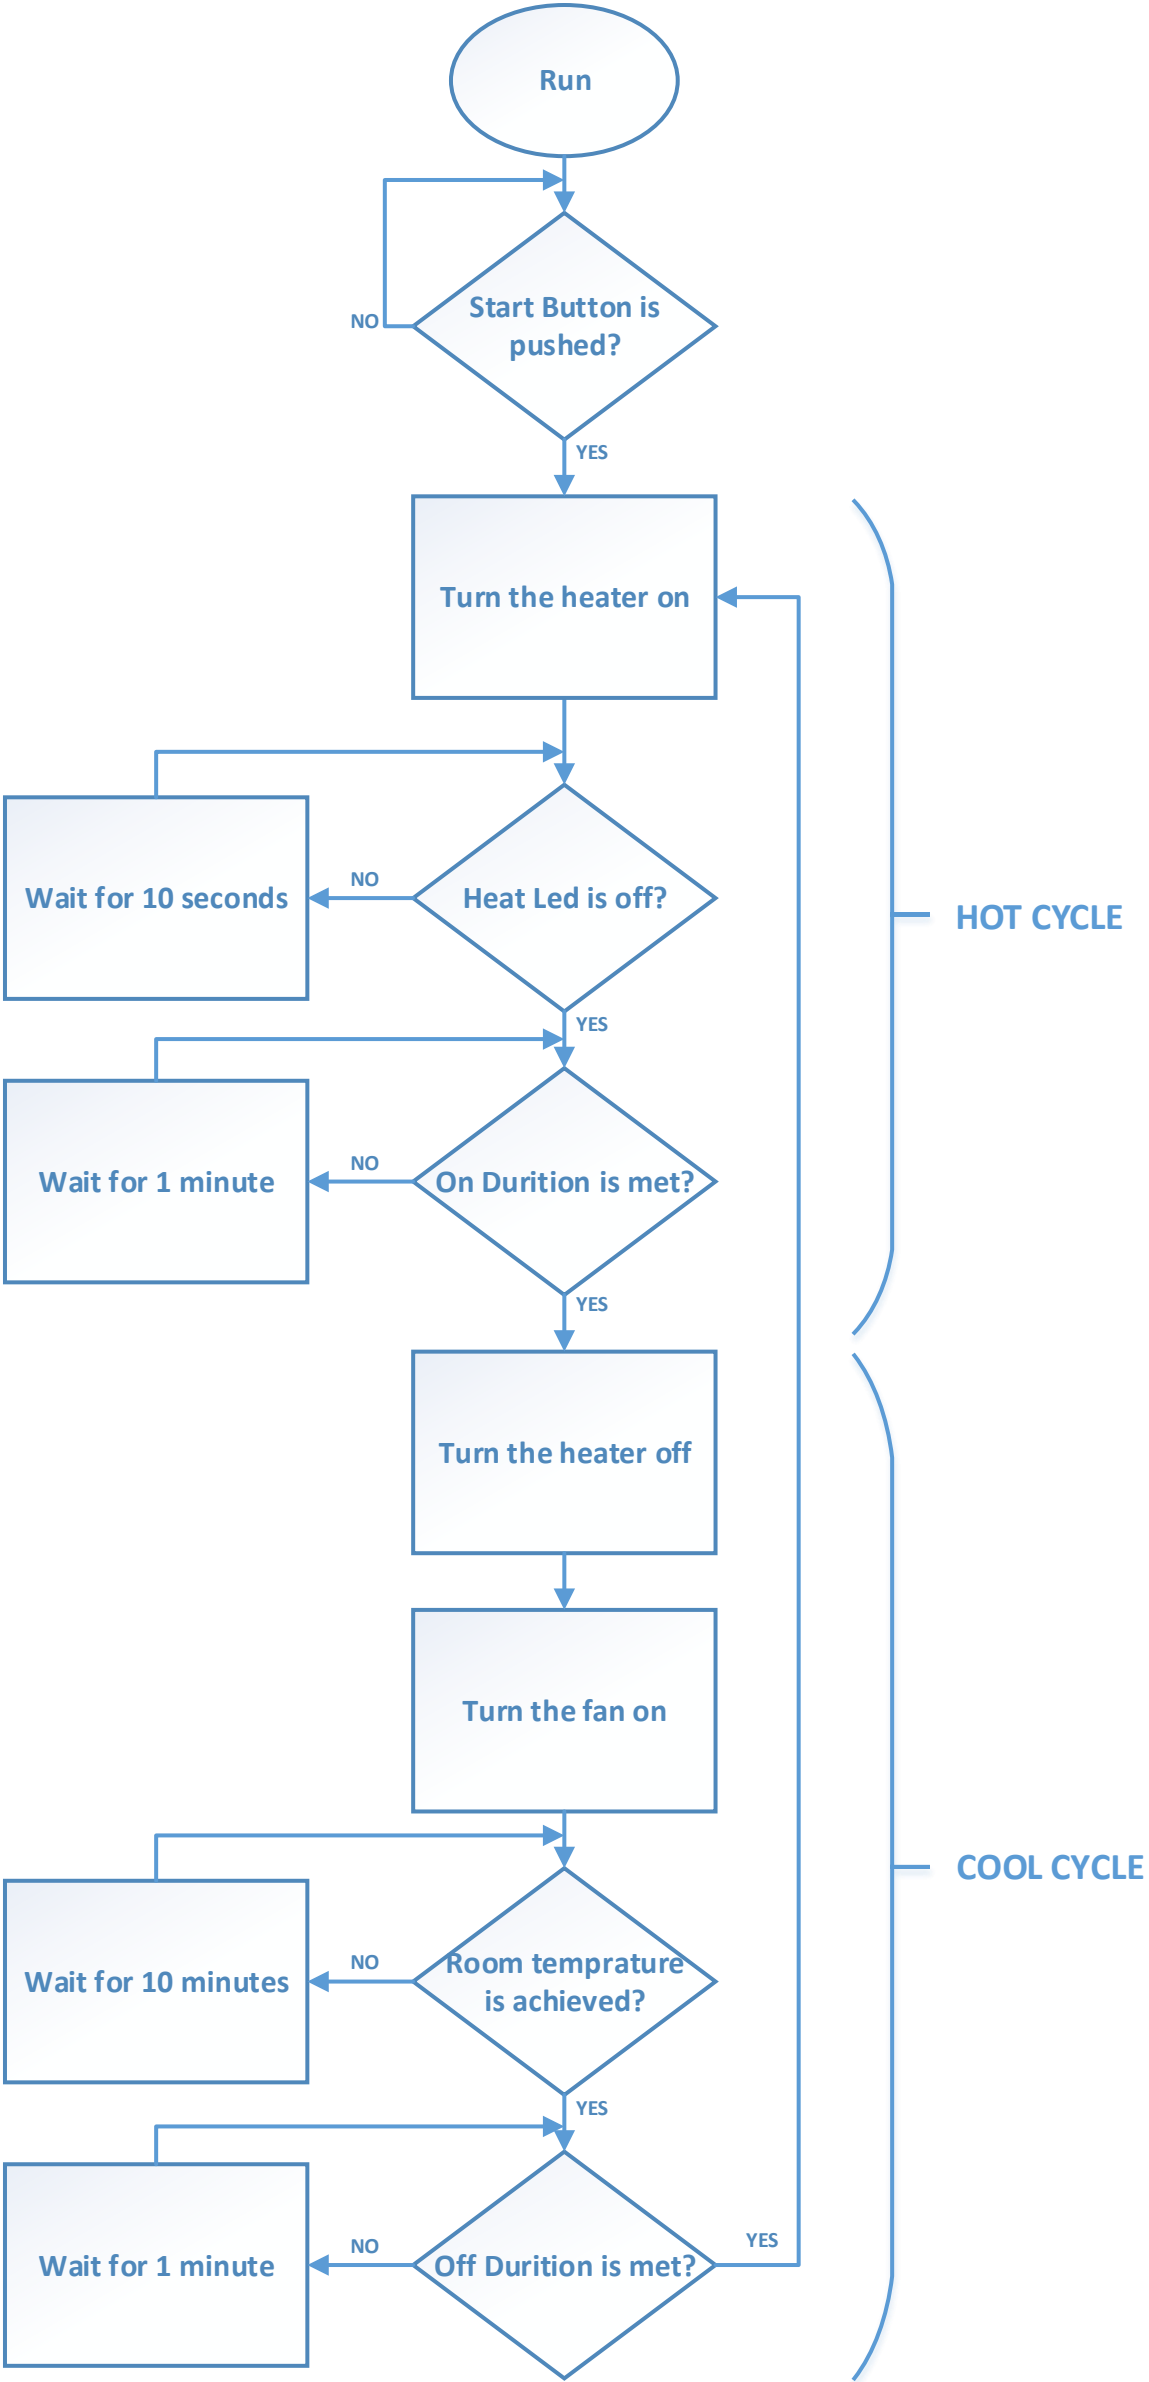 Run
Start Button is
pushed?
NO
YES
Turn the heater on
Wait for 10 seconds
NO
Heat Led is off?
HOT CYCLE
YES
Wait for 1 minute
NO
On Durition is met?
YES
Turn the heater off
Turn the fan on
COOL CYCLE
Wait for 10 minutes
NO
Room temprature
is achieved?
YES
Wait for 1 minute
NO
Off Durition is met?
YES